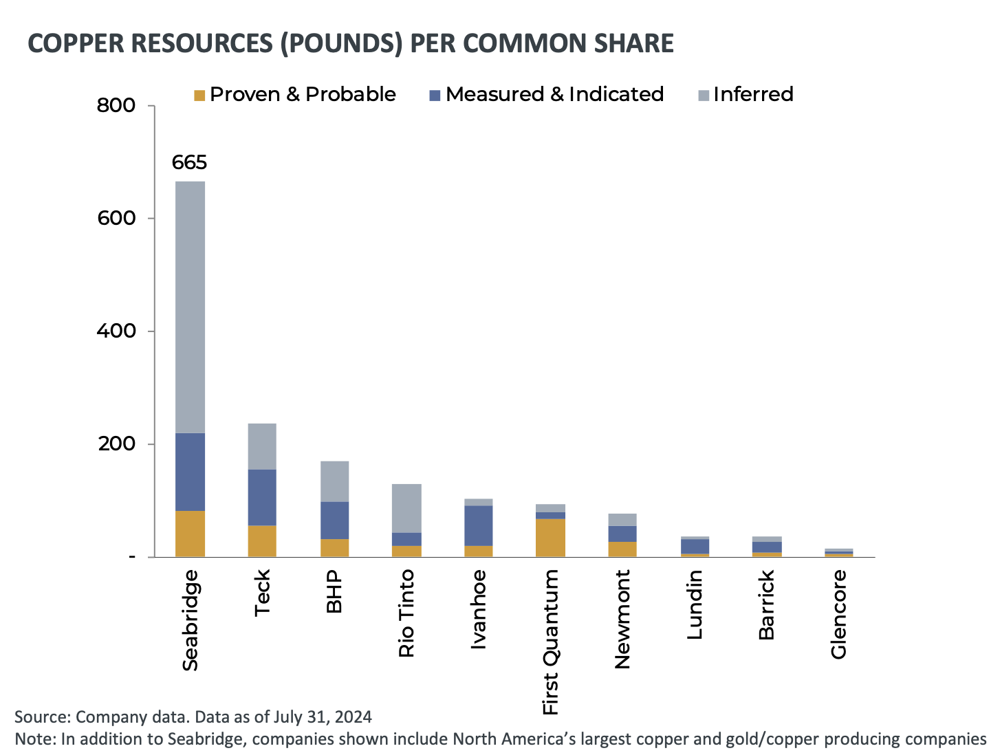 COPPER RESOURCES (POUNDS) PER COMMON SHARE
Proven & Probable Measured & Indicated Inferred
800
665
600
400
200
-
Seabridge
Teck
BHP
Rio Tinto
Ivanhoe
First Quantum
Newmont
Lundin
Barrick
Glencore
Source: Company data. Data as of July 31, 2024
Note: In addition to Seabridge, companies shown include North America’s largest copper and gold/copper producing companies